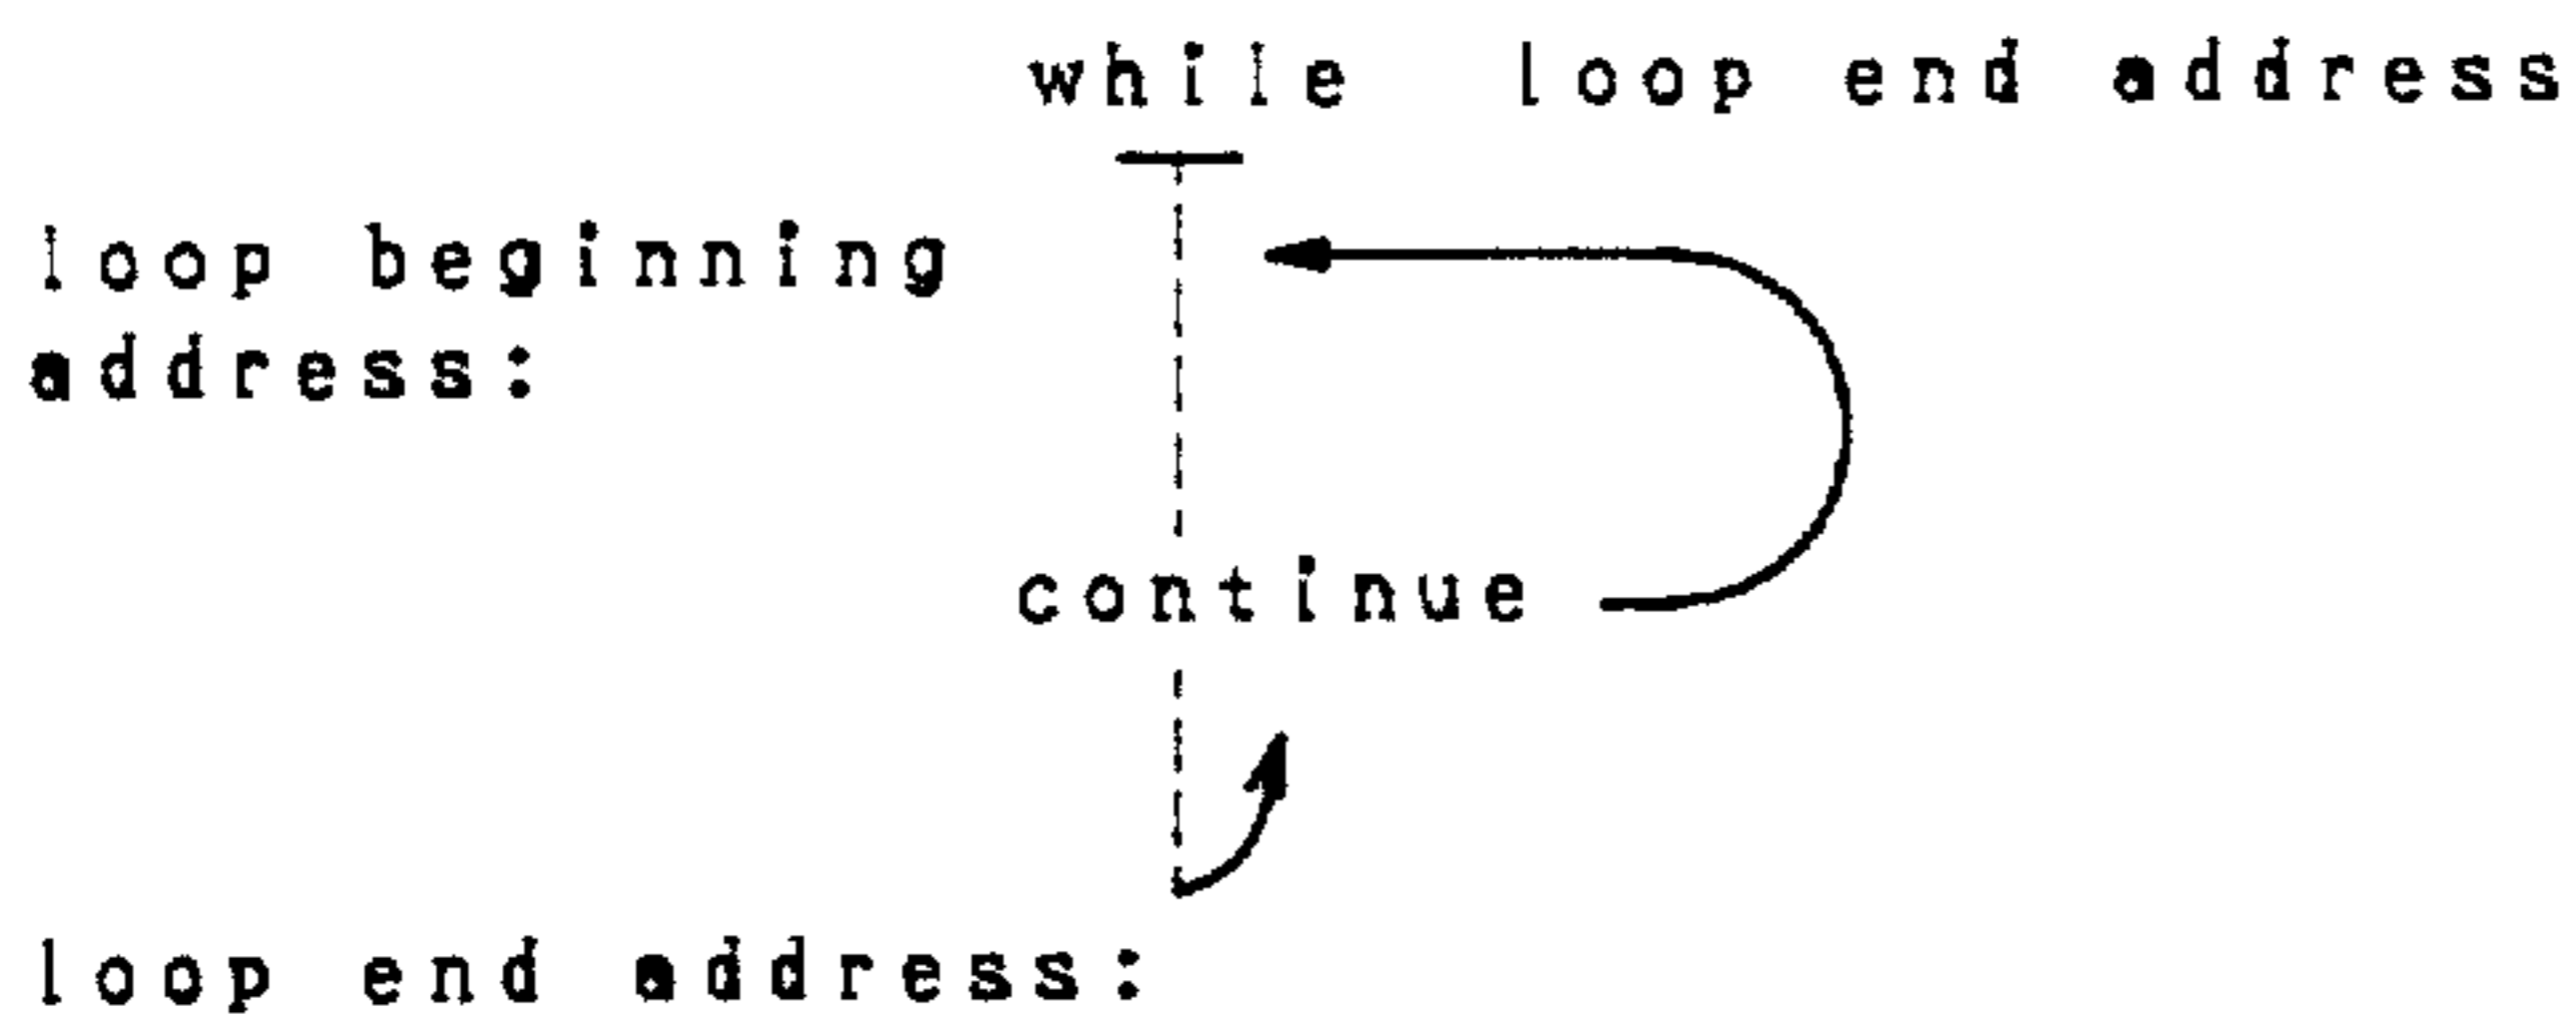 while loop end address
loop beginning
address:
continue
loop end address: